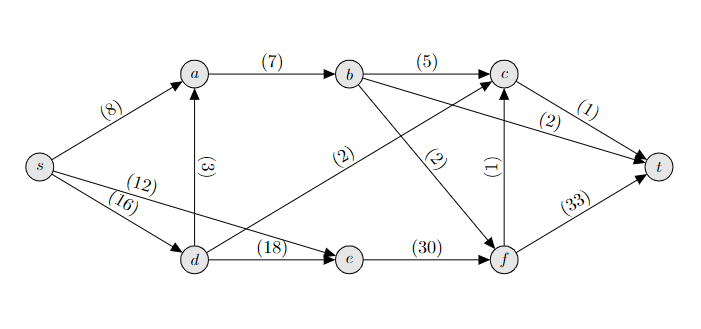 (7)
(5)
a
b
c
(8)
(1)
(2)
(3)
(2)
(2)
(1)
s
t
(12)
(16)
(33)
(18)
(30)
d
e
f